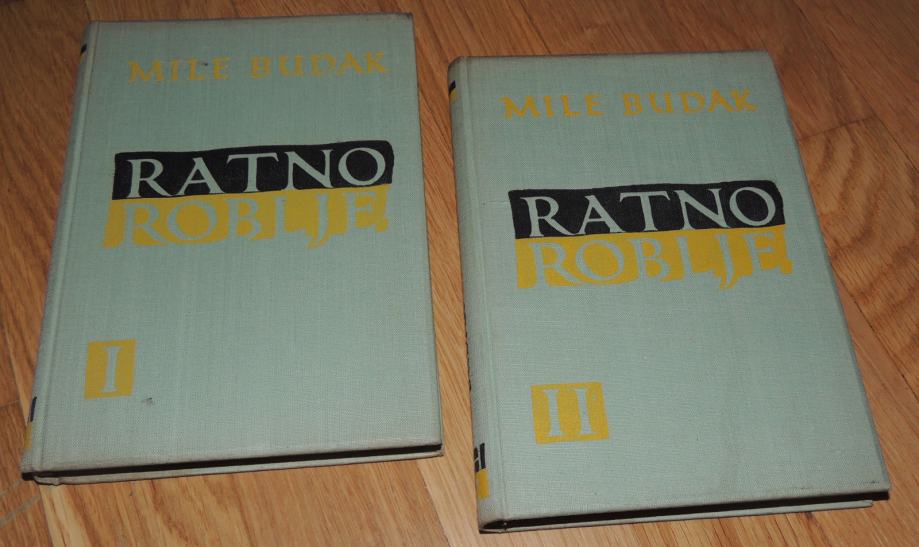 MILE BUDAK
RATNO
ROBLJE
I
MILE BUDAK
RATNO
ROBLJE
II